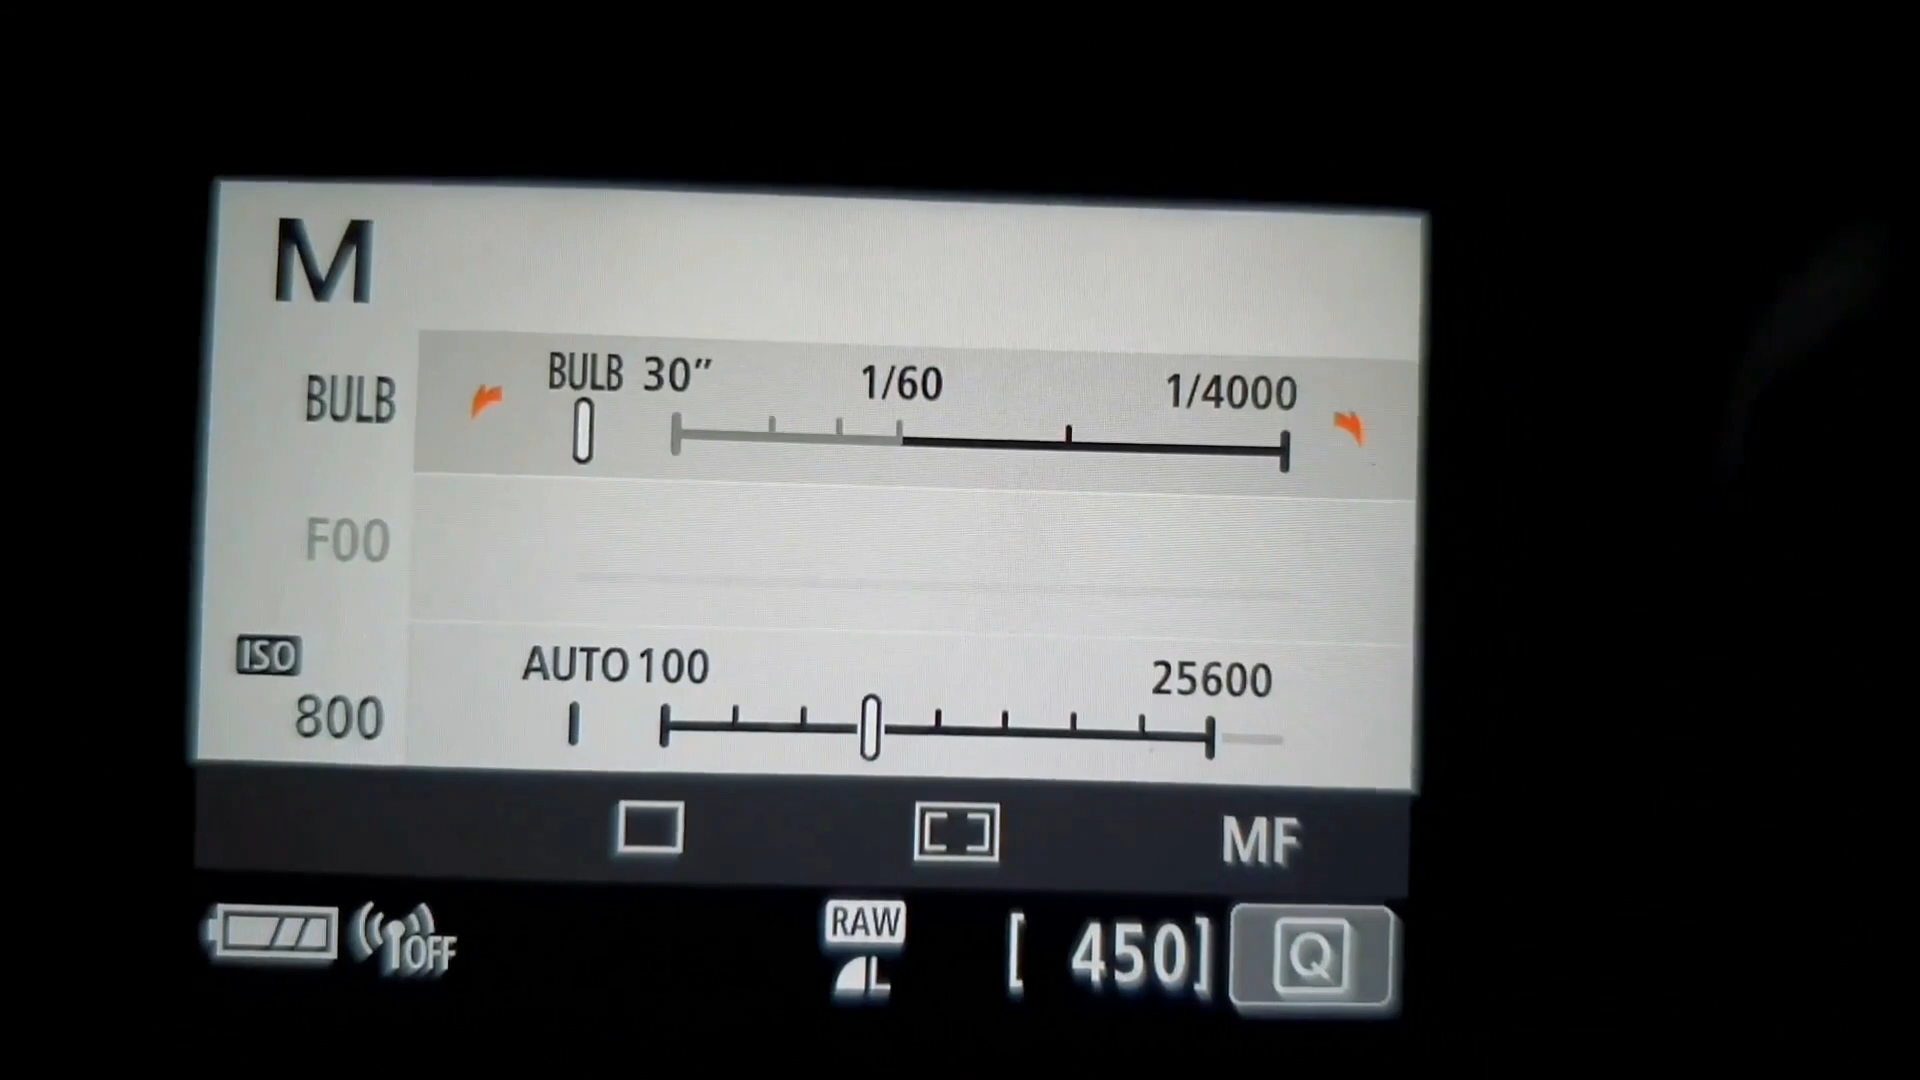 M
BULB
BULB 30" 1/60 1/4000
F00
ISO
800
AUTO 100 25600
MF
OFF
RAW
L
[ 450]
Q